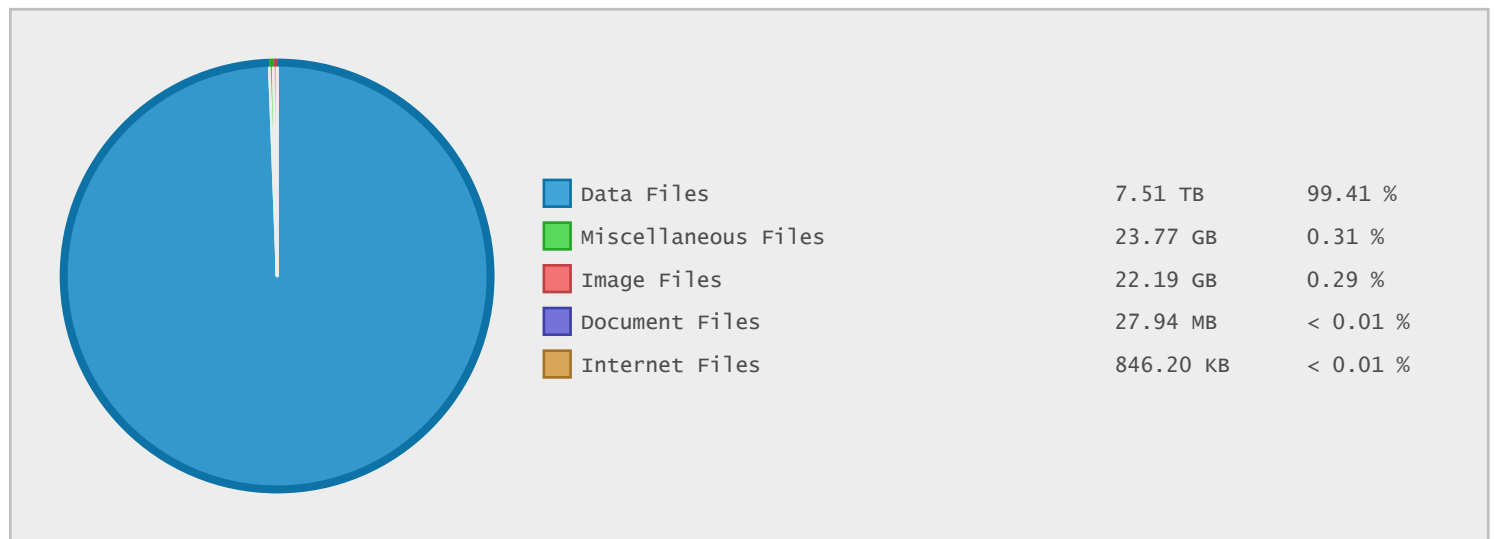 Data Files 7.51 TB 99.41 %
Miscellaneous Files 23.77 GB 0.31 %
Image Files 22.19 GB 0.29 %
Document Files 27.94 MB < 0.01 %
Internet Files 846.20 KB < 0.01 %